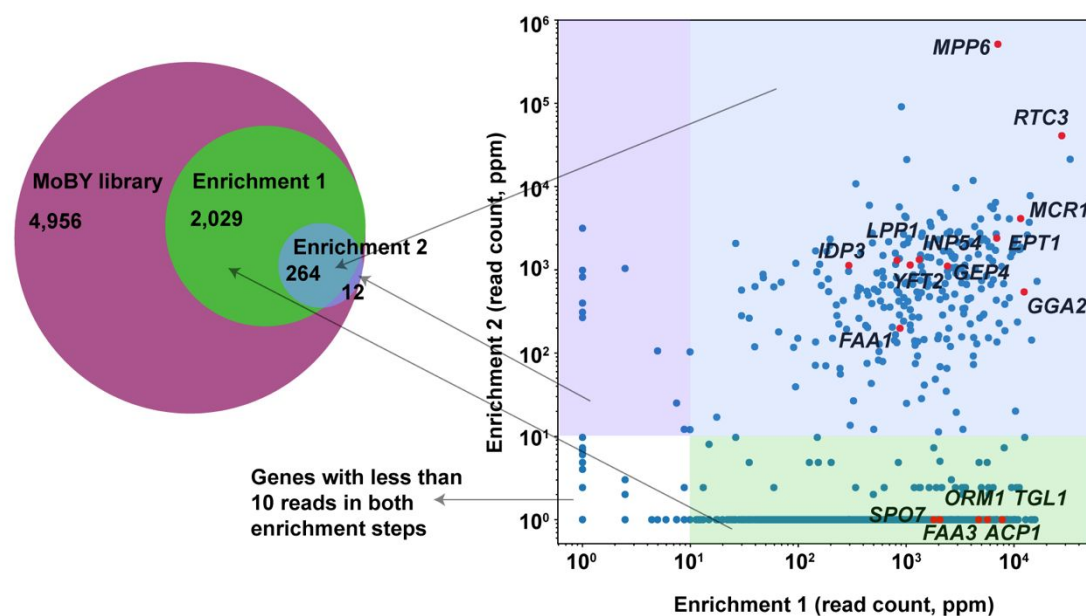 MoBY library
4,956
Enrichment 1
2,029
Enrichment 2
264
12
Genes with less than
10 reads in both
enrichment steps
Enrichment 2 (read count, ppm)
10⁶
10⁵
10⁴
10³
10²
10¹
10⁰
MPP6
RTC3
MCR1
LPP1
INP54
EPT1
IDP3
YFT2
GEP4
GGA2
FAA1
ORM1 TGL1
SPO7
FAA3 ACP1
10⁰
10¹
10²
10³
10⁴
Enrichment 1 (read count, ppm)